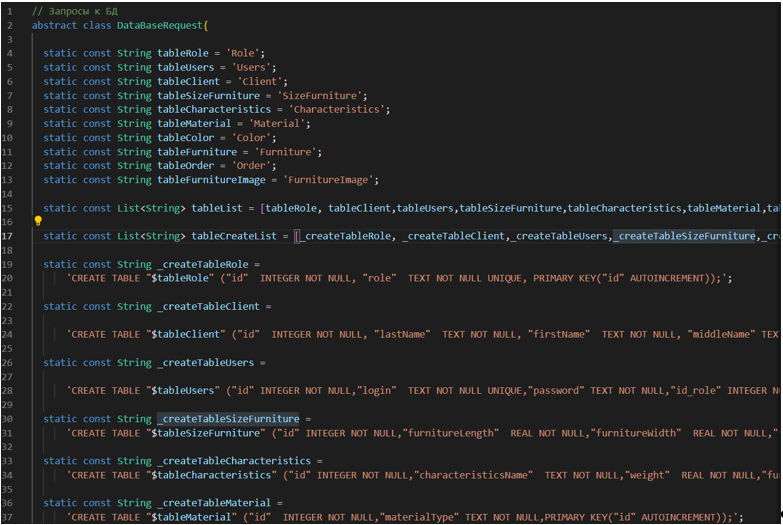 1 // Запросы к БД
2 abstract class DataBaseRequest{
3
4 static const String tableRole = 'Role';
5 static const String tableUsers = 'Users';
6 static const String tableClient = 'Client';
7 static const String tableSizeFurniture = 'SizeFurniture';
8 static const String tableCharacteristics = 'Characteristics';
9 static const String tableMaterial = 'Material';
10 static const String tableColor = 'Color';
11 static const String tableFurniture = 'Furniture';
12 static const String tableOrder = 'Order';
13 static const String tableFurnitureImage = 'FurnitureImage';
14
15 static const List<String> tableList = [tableRole, tableClient,tableUsers,tableSizeFurniture,tableCharacteristics,tableMaterial,ta
16
17 static const List<String> tableCreateList = [_createTableRole, _createTableClient,_createTableUsers,_createTableSizeFurniture,_cr
18
19 static const String _createTableRole =
20 'CREATE TABLE "$tableRole" ("id"  INTEGER NOT NULL, "role"  TEXT NOT NULL UNIQUE, PRIMARY KEY("id" AUTOINCREMENT));';
21
22 static const String _createTableClient =
23
24 'CREATE TABLE "$tableClient" ("id"  INTEGER NOT NULL, "lastName"  TEXT NOT NULL, "firstName"  TEXT NOT NULL, "middleName" TEX
25
26 static const String _createTableUsers =
27
28 'CREATE TABLE "$tableUsers" ("id" INTEGER NOT NULL,"login"  TEXT NOT NULL UNIQUE,"password" TEXT NOT NULL,"id_role" INTEGER N
29
30 static const String _createTableSizeFurniture =
31 'CREATE TABLE "$tableSizeFurniture" ("id" INTEGER NOT NULL,"furnitureLength"  REAL NOT NULL,"furnitureWidth"  REAL NOT NULL,"
32
33 static const String _createTableCharacteristics =
34 'CREATE TABLE "$tableCharacteristics" ("id" INTEGER NOT NULL,"characteristicsName"  TEXT NOT NULL,"weight"  REAL NOT NULL,"fu
35
36 static const String _createTableMaterial =
37 'CREATE TABLE "$tableMaterial" ("id"  INTEGER NOT NULL,"materialType" TEXT NOT NULL,PRIMARY KEY("id" AUTOINCREMENT));';